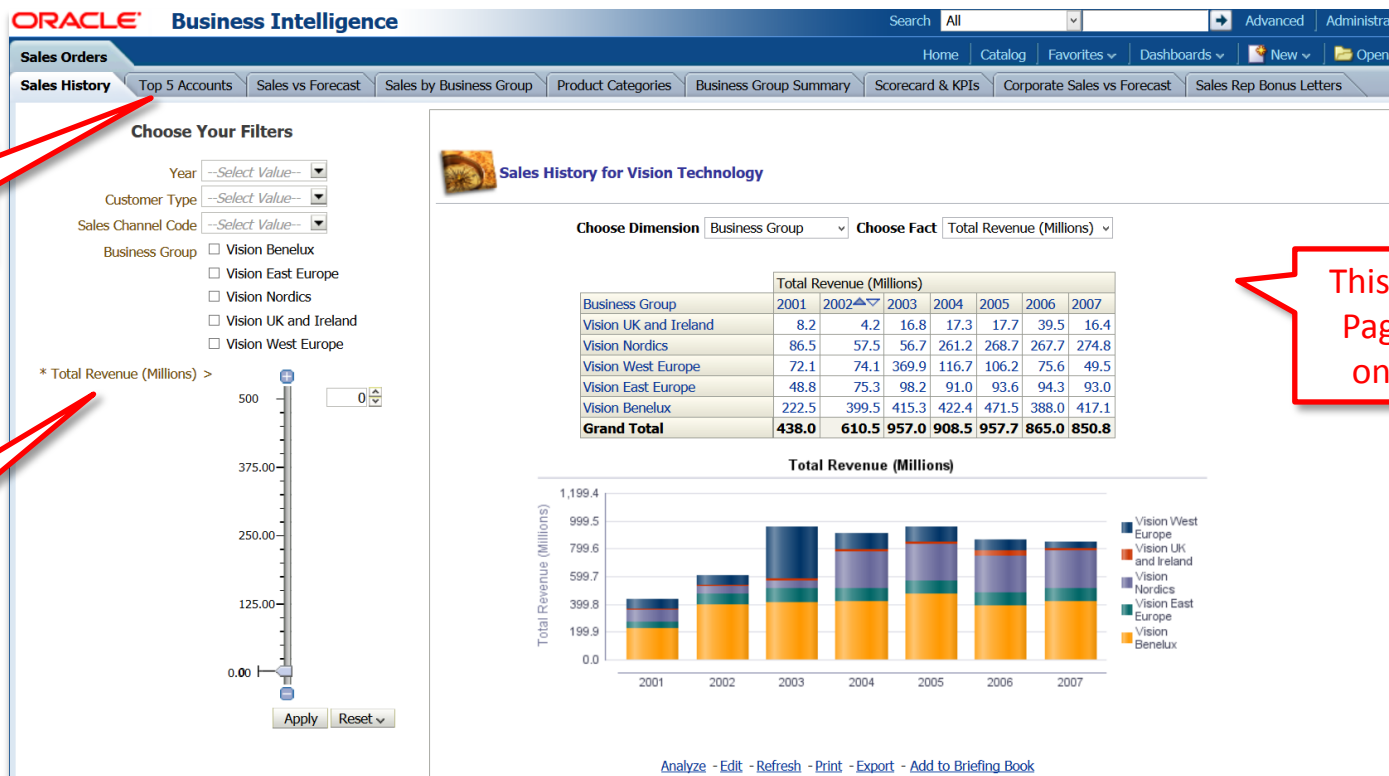 ORACLE Business Intelligence
Search All Advanced
Sales Orders
Home Catalog Favorites Dashboards New Open
Sales History Top 5 Accounts Sales vs Forecast Sales by Business Group Product Categories Business Group Summary Scorecard & KPIs Corporate Sales vs Forecast Sales Rep Bonus Letters
Choose Your Filters
Year --Select Value--
Customer Type --Select Value--
Sales Channel Code --Select Value--
Business Group Vision Benelux
Vision East Europe
Vision Nordics
Vision UK and Ireland
Vision West Europe
* Total Revenue (Millions) >
500 0
375.00
250.00
125.00
0.00
Apply Reset
Sales History for Vision Technology
Choose Dimension Business Group Choose Fact Total Revenue (Millions)
Total Revenue (Millions)
Business Group 2001 2002 2003 2004 2005 2006 2007
Vision UK and Ireland 8.2 4.2 16.8 17.3 17.7 39.5 16.4
Vision Nordics 86.5 57.5 56.7 261.2 268.7 267.7 274.8
Vision West Europe 72.1 74.1 369.9 116.7 106.2 75.6 49.5
Vision East Europe 48.8 75.3 98.2 91.0 93.6 94.3 93.0
Vision Benelux 222.5 399.5 415.3 422.4 471.5 388.0 417.1
Grand Total 438.0 610.5 957.0 908.5 957.7 865.0 850.8
Total Revenue (Millions)
Total Revenue (Millions)
1,199.4
999.5
799.6
599.7
399.8
199.9
0.0
2001 2002 2003 2004 2005 2006 2007
Vision West
Europe
Vision UK
and Ireland
Vision
Nordics
Vision East
Europe
Vision
Benelux
Analyze - Edit - Refresh - Print - Export - Add to Briefing Book
This
on